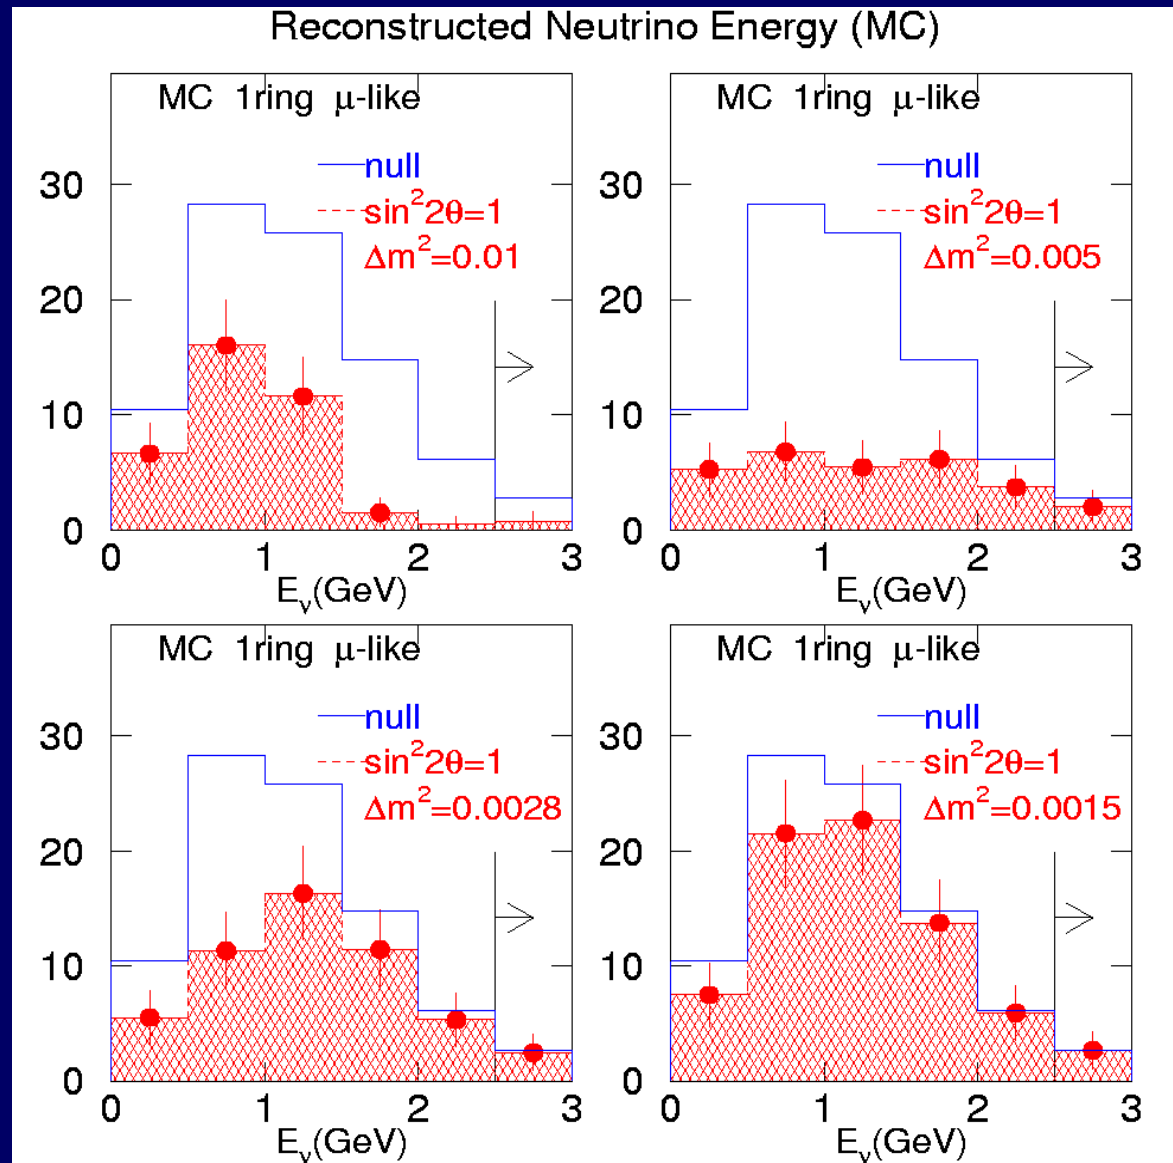 Reconstructed Neutrino Energy (MC)
MC 1ring μ-like
null
sin²2θ=1
Δm²=0.01
30
20
10
0
0 1 2 3
Eν(GeV)
MC 1ring μ-like
null
sin²2θ=1
Δm²=0.005
30
20
10
0
0 1 2 3
Eν(GeV)
MC 1ring μ-like
null
sin²2θ=1
Δm²=0.0028
30
20
10
0
0 1 2 3
Eν(GeV)
MC 1ring μ-like
null
sin²2θ=1
Δm²=0.0015
30
20
10
0
0 1 2 3
Eν(GeV)